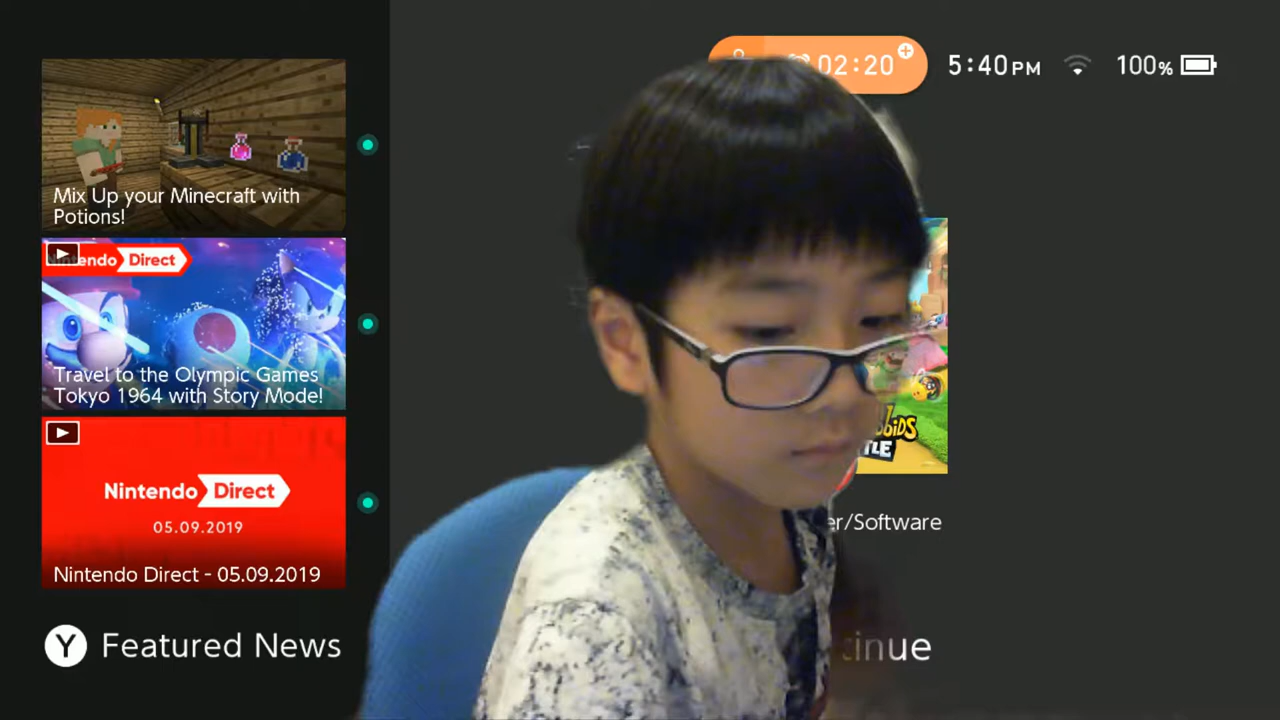 02:20
5:40PM
100%
Mix Up your Minecraft with
Potions!
Nintendo Direct
Travel to the Olympic Games
Tokyo 1964 with Story Mode!
Nintendo Direct
05.09.2019
Nintendo Direct - 05.09.2019
er/Software
Y Featured News
tinue